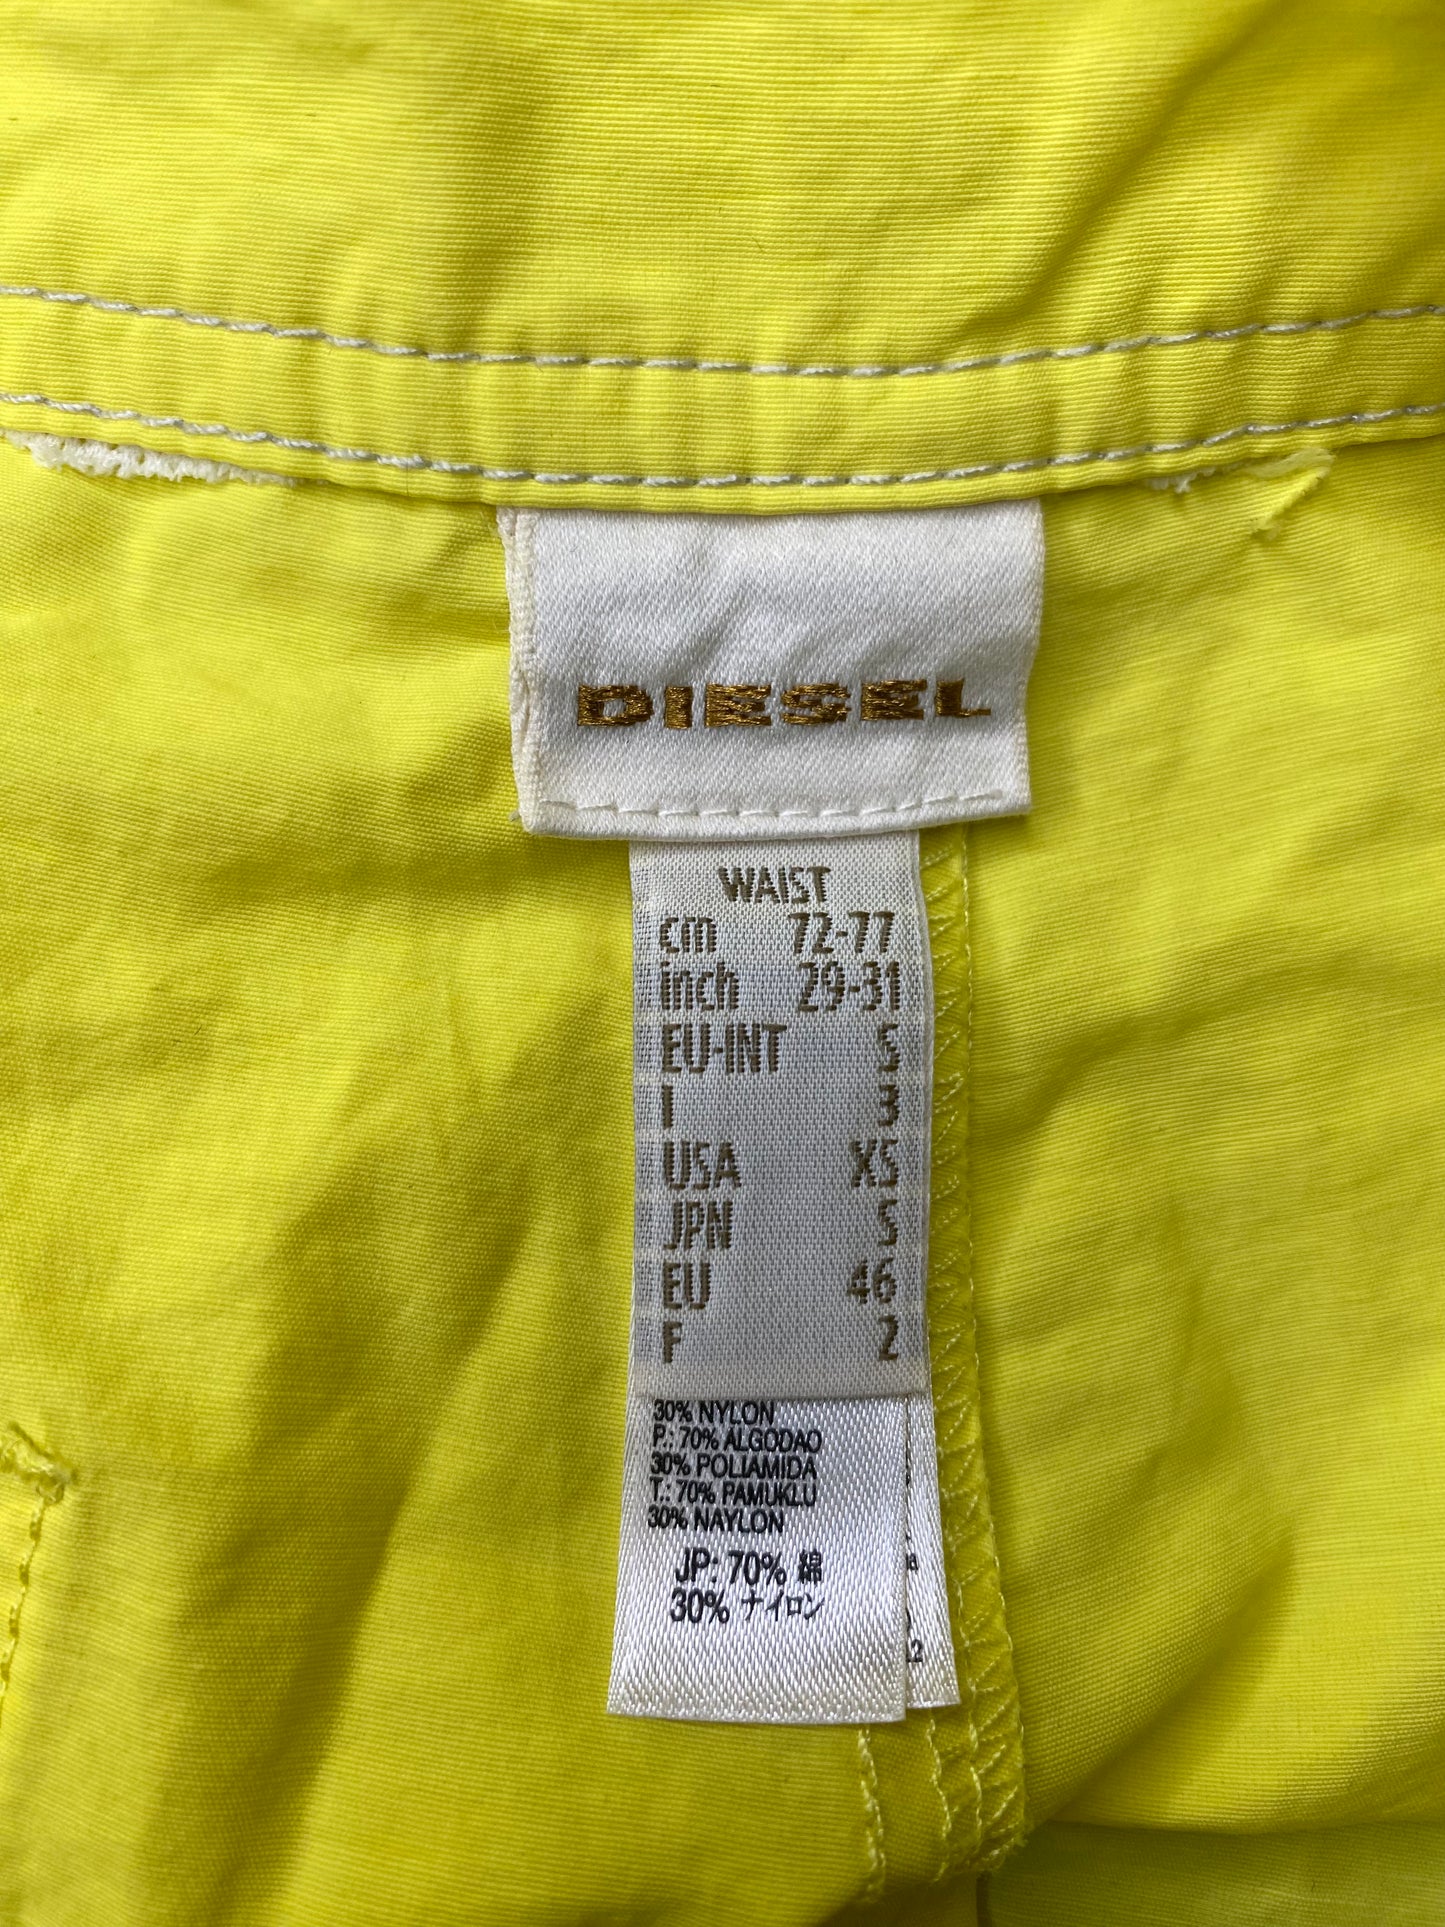 DIESEL
WAIST
cm 72-77
inch 29-31
EU-INT S
I 3
USA XS
JPN S
EU 46
F 2
30% NYLON
P.: 70% ALGODAO
30% POLIAMIDA
T.: 70% PAMUKLU
30% NAYLON
JP: 70% 綿
30% ナイロン